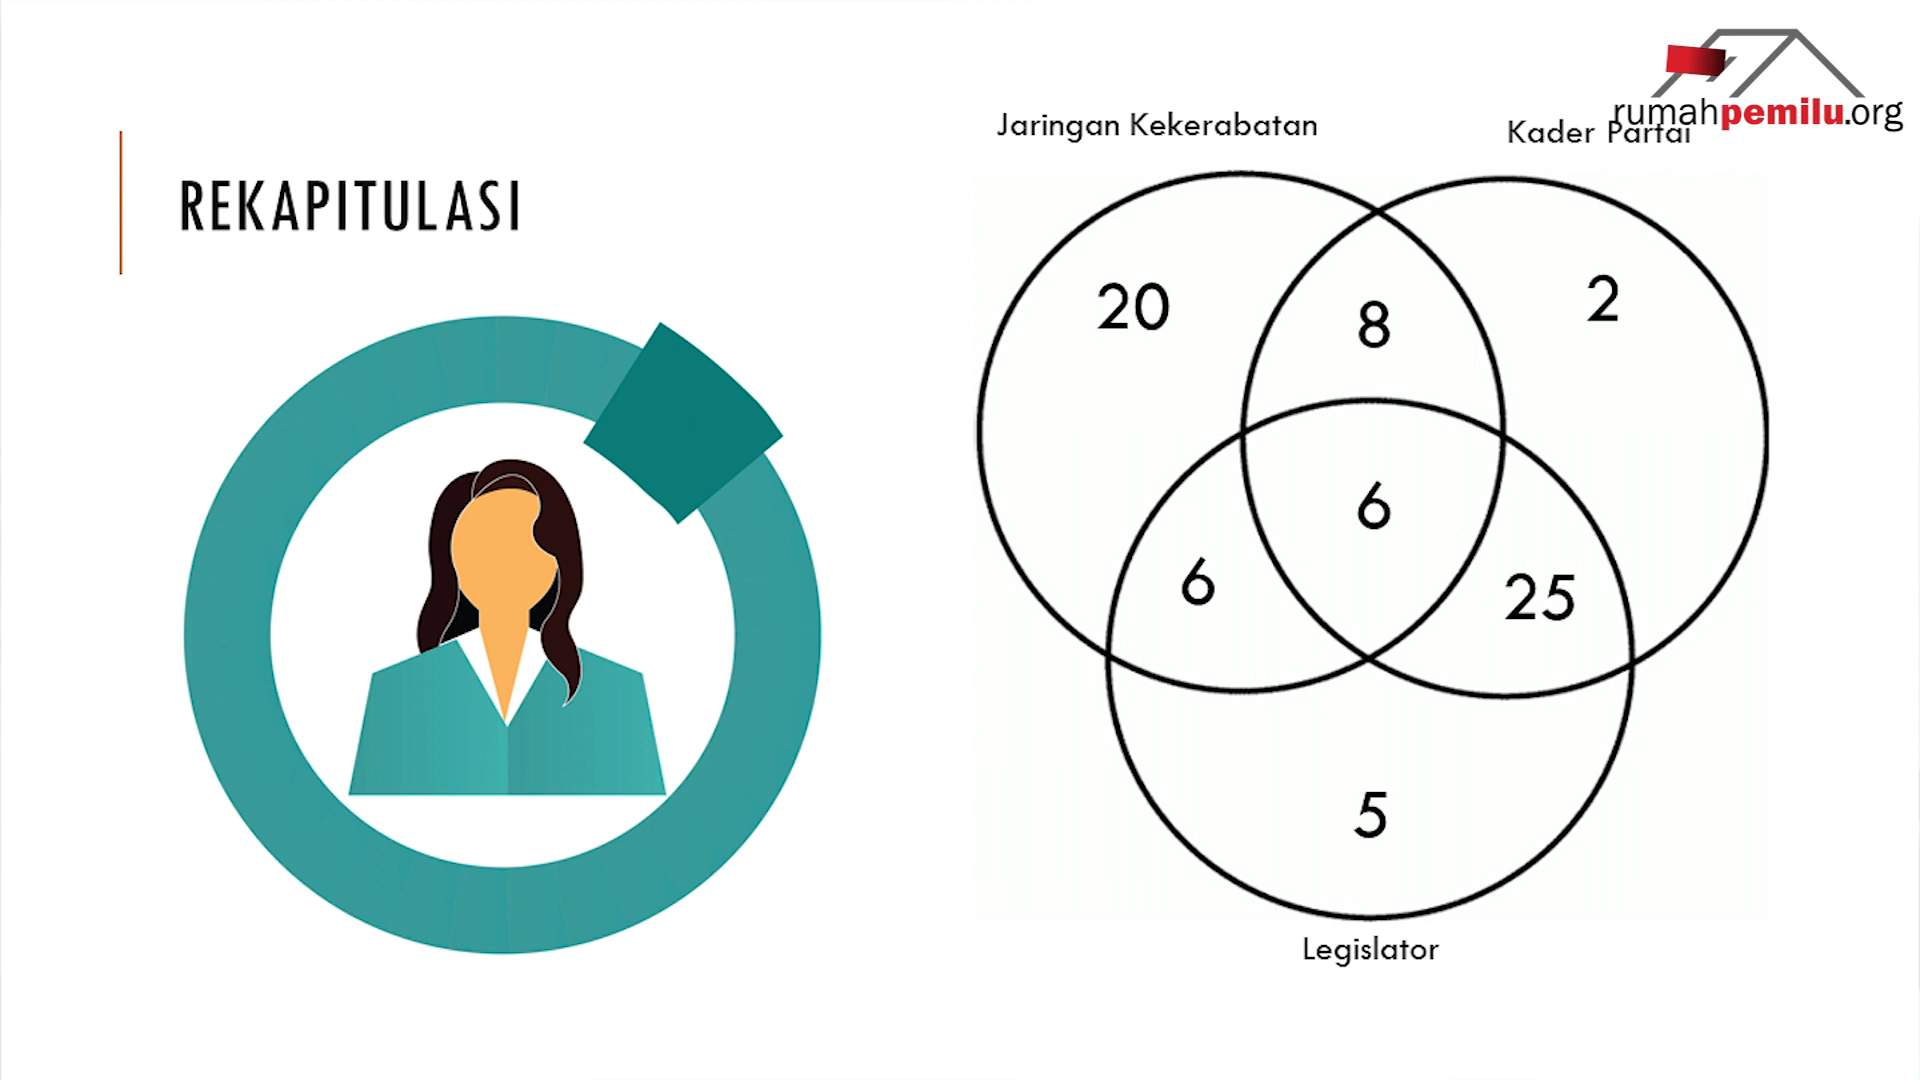 rumahpemilu.org
Jaringan Kekerabatan
Kader Partai
REKAPITULASI
20
8
2
6
6
25
5
Legislator